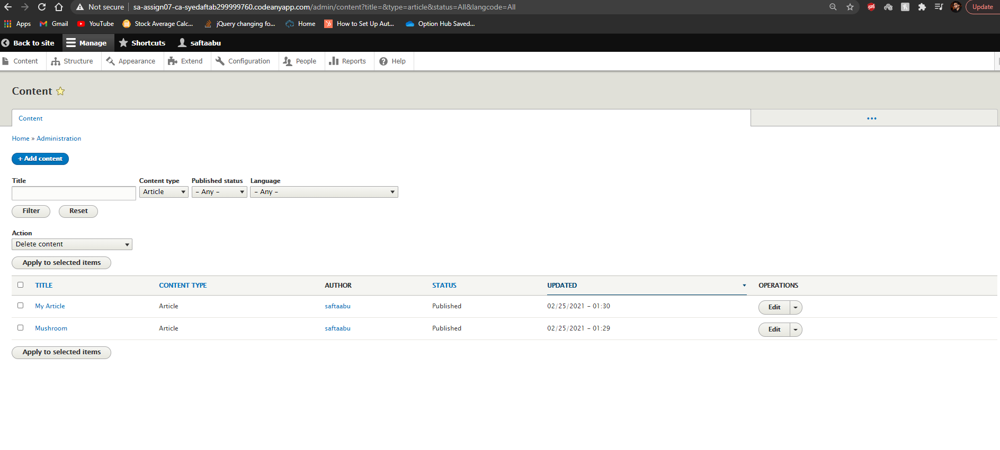 Not secure sa-assign07-ca-syedaftab299999760.codeanyapp.com/admin/content?title=&type=article&status=All&langcode=All Update
Apps Gmail YouTube Stock Average Calc... jQuery changing fo... Home How to Set Up Aut... Option Hub Saved...
Back to site Manage Shortcuts saftaabu
Content Structure Appearance Extend Configuration People Reports Help
Content
Content •••
Home » Administration
+ Add content
Title Content type Published status Language
Article - Any - - Any -
Filter Reset
Action
Delete content
Apply to selected items
TITLE CONTENT TYPE AUTHOR STATUS UPDATED OPERATIONS
My Article Article saftaabu Published 02/25/2021 - 01:30 Edit
Mushroom Article saftaabu Published 02/25/2021 - 01:29 Edit
Apply to selected items